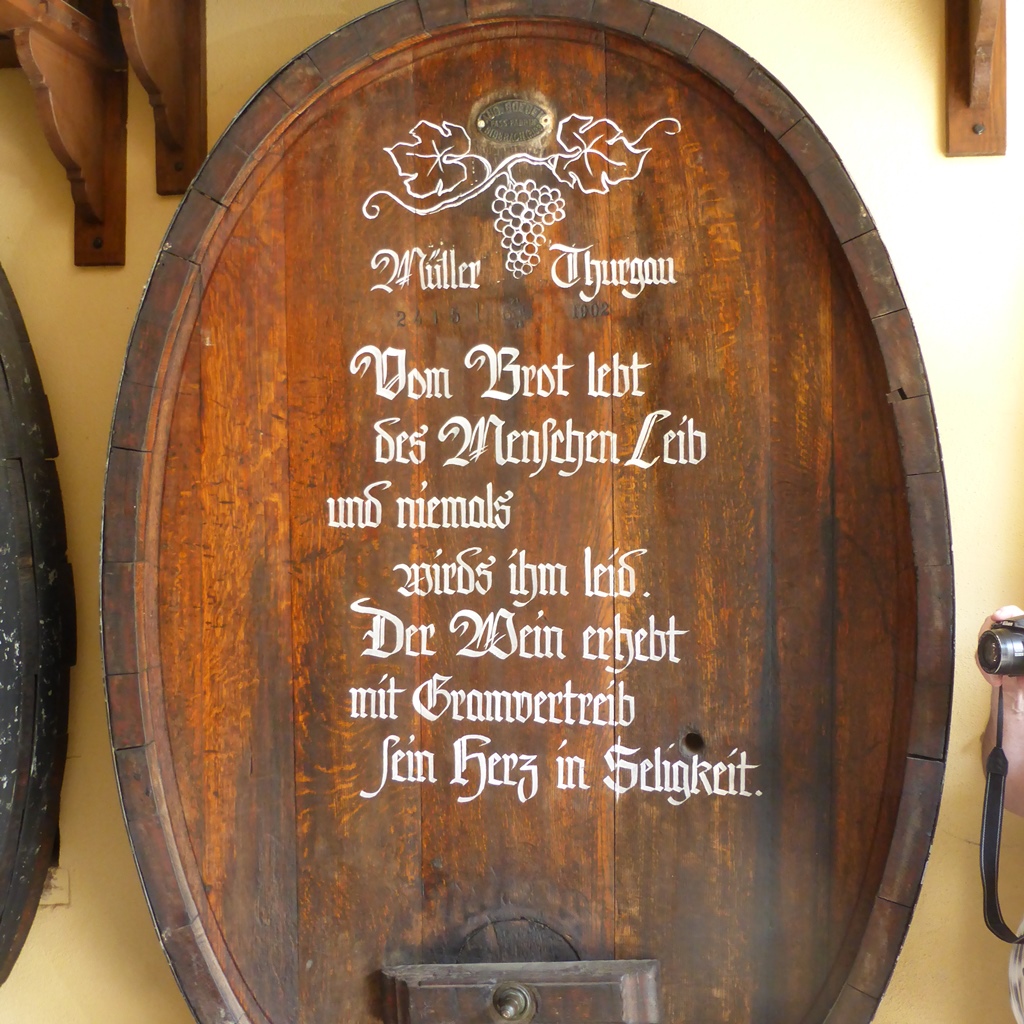 Müller Thurgau
1902
Vom Brot lebt
des Menschen Leib
und niemals
wirds ihm leid.
Der Wein erhebt
mit Gramvertreib
sein Herz in Seligkeit.